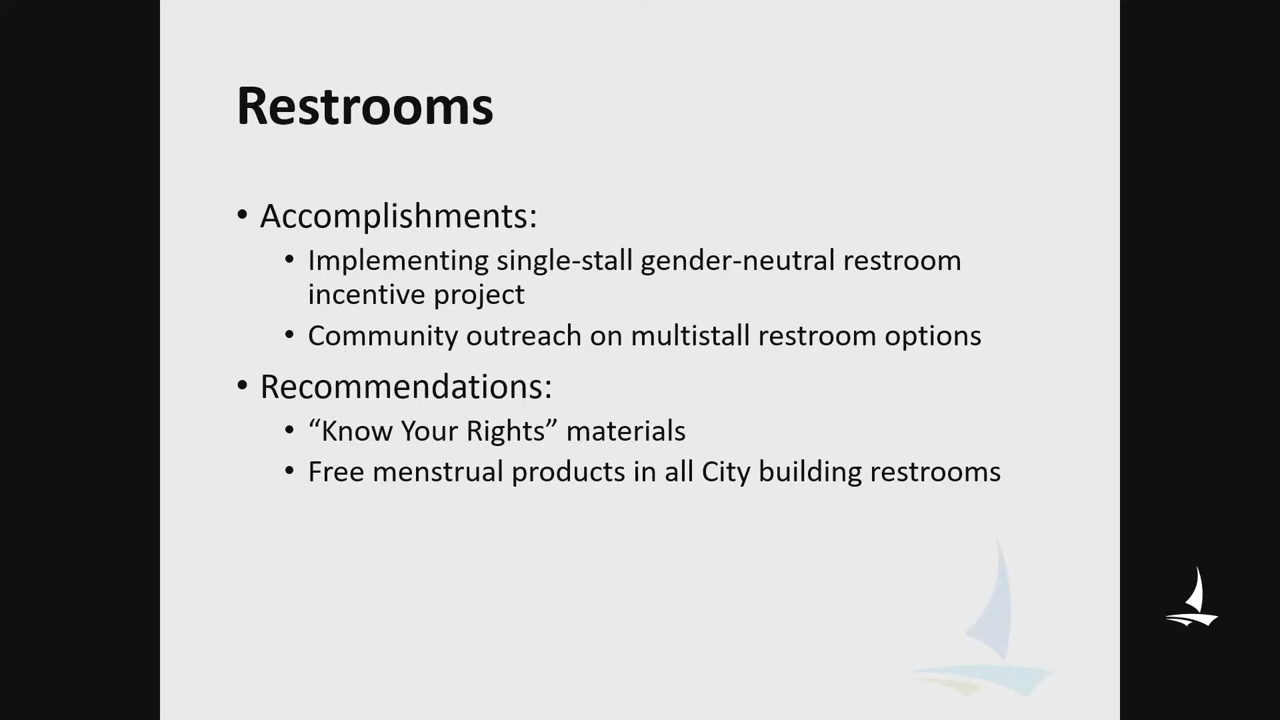 Restrooms
• Accomplishments:
• Implementing single-stall gender-neutral restroom
incentive project
• Community outreach on multistall restroom options
• Recommendations:
• “Know Your Rights” materials
• Free menstrual products in all City building restrooms